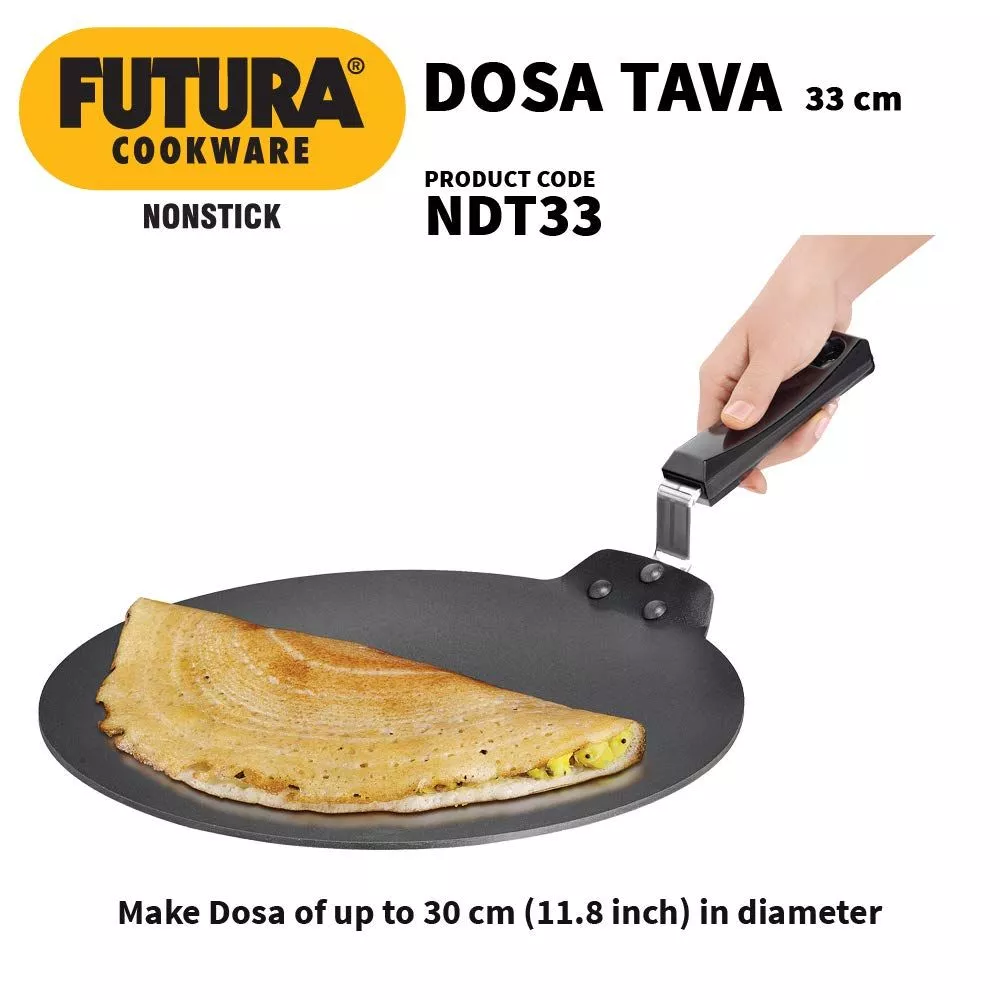 FUTURA®
COOKWARE
NONSTICK
DOSA TAVA 33 cm
PRODUCT CODE
NDT33
Make Dosa of up to 30 cm (11.8 inch) in diameter